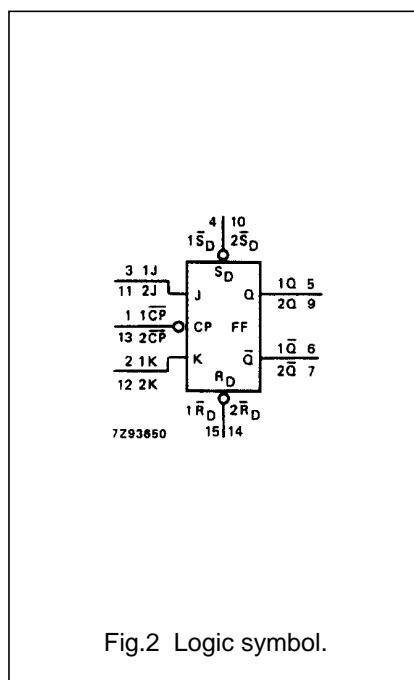 4 10
1S̅D 2S̅D
SD
3 1J
11 2J
J
Q
1Q 5
2Q 9
1 1C̅P̅
13 2C̅P̅
CP FF
2 1K
12 2K
K
Q̅
1Q̅ 6
2Q̅ 7
RD
1R̅D 2R̅D
15 14
7Z93650
Fig.2 Logic symbol.